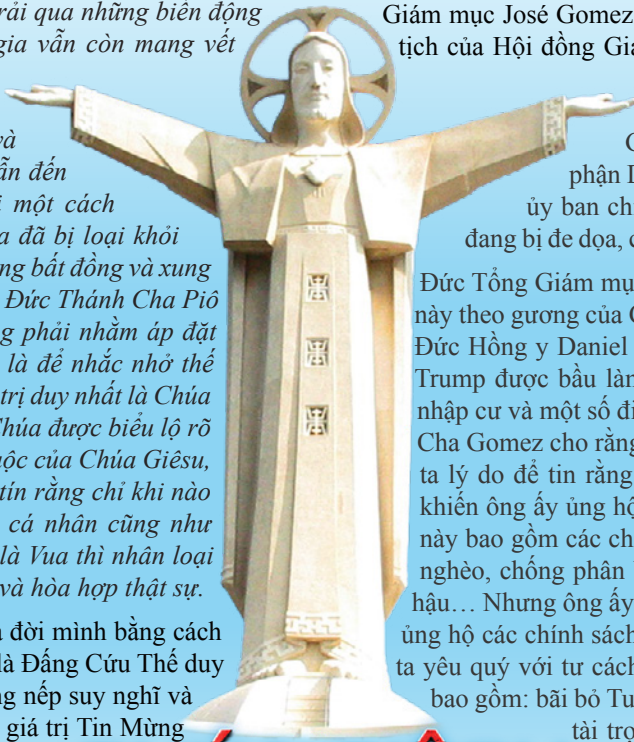 rải qua những biến động
gia vẫn còn mang vết
và
ẫn đến
i một cách
a đã bị loại khỏi
ng bất đồng và xung
Đức Thánh Cha Piô
g phải nhằm áp đặt
là để nhắc nhở thế
trị duy nhất là Chúa
Chúa được biểu lộ rõ
uộc của Chúa Giêsu,
tín rằng chỉ khi nào
cá nhân cũng như
là Vua thì nhân loại
và hòa hợp thật sự.
a đời mình bằng cách
là Đấng Cứu Thế duy
ng nếp suy nghĩ và
giá trị Tin Mừng
Giám mục José Gomez
tịch của Hội đồng Giá
phận L
ủy ban ch
đang bị đe dọa, c
Đức Tổng Giám mục
này theo gương của C
Đức Hồng y Daniel
Trump được bầu làm
nhập cư và một số đi
Cha Gomez cho rằng
ta lý do để tin rằng
khiến ông ấy ủng hộ
này bao gồm các ch
nghèo, chống phân
hậu… Nhưng ông ấy
ủng hộ các chính sách
ta yêu quý với tư cách
bao gồm: bãi bỏ Tu
tài trợ